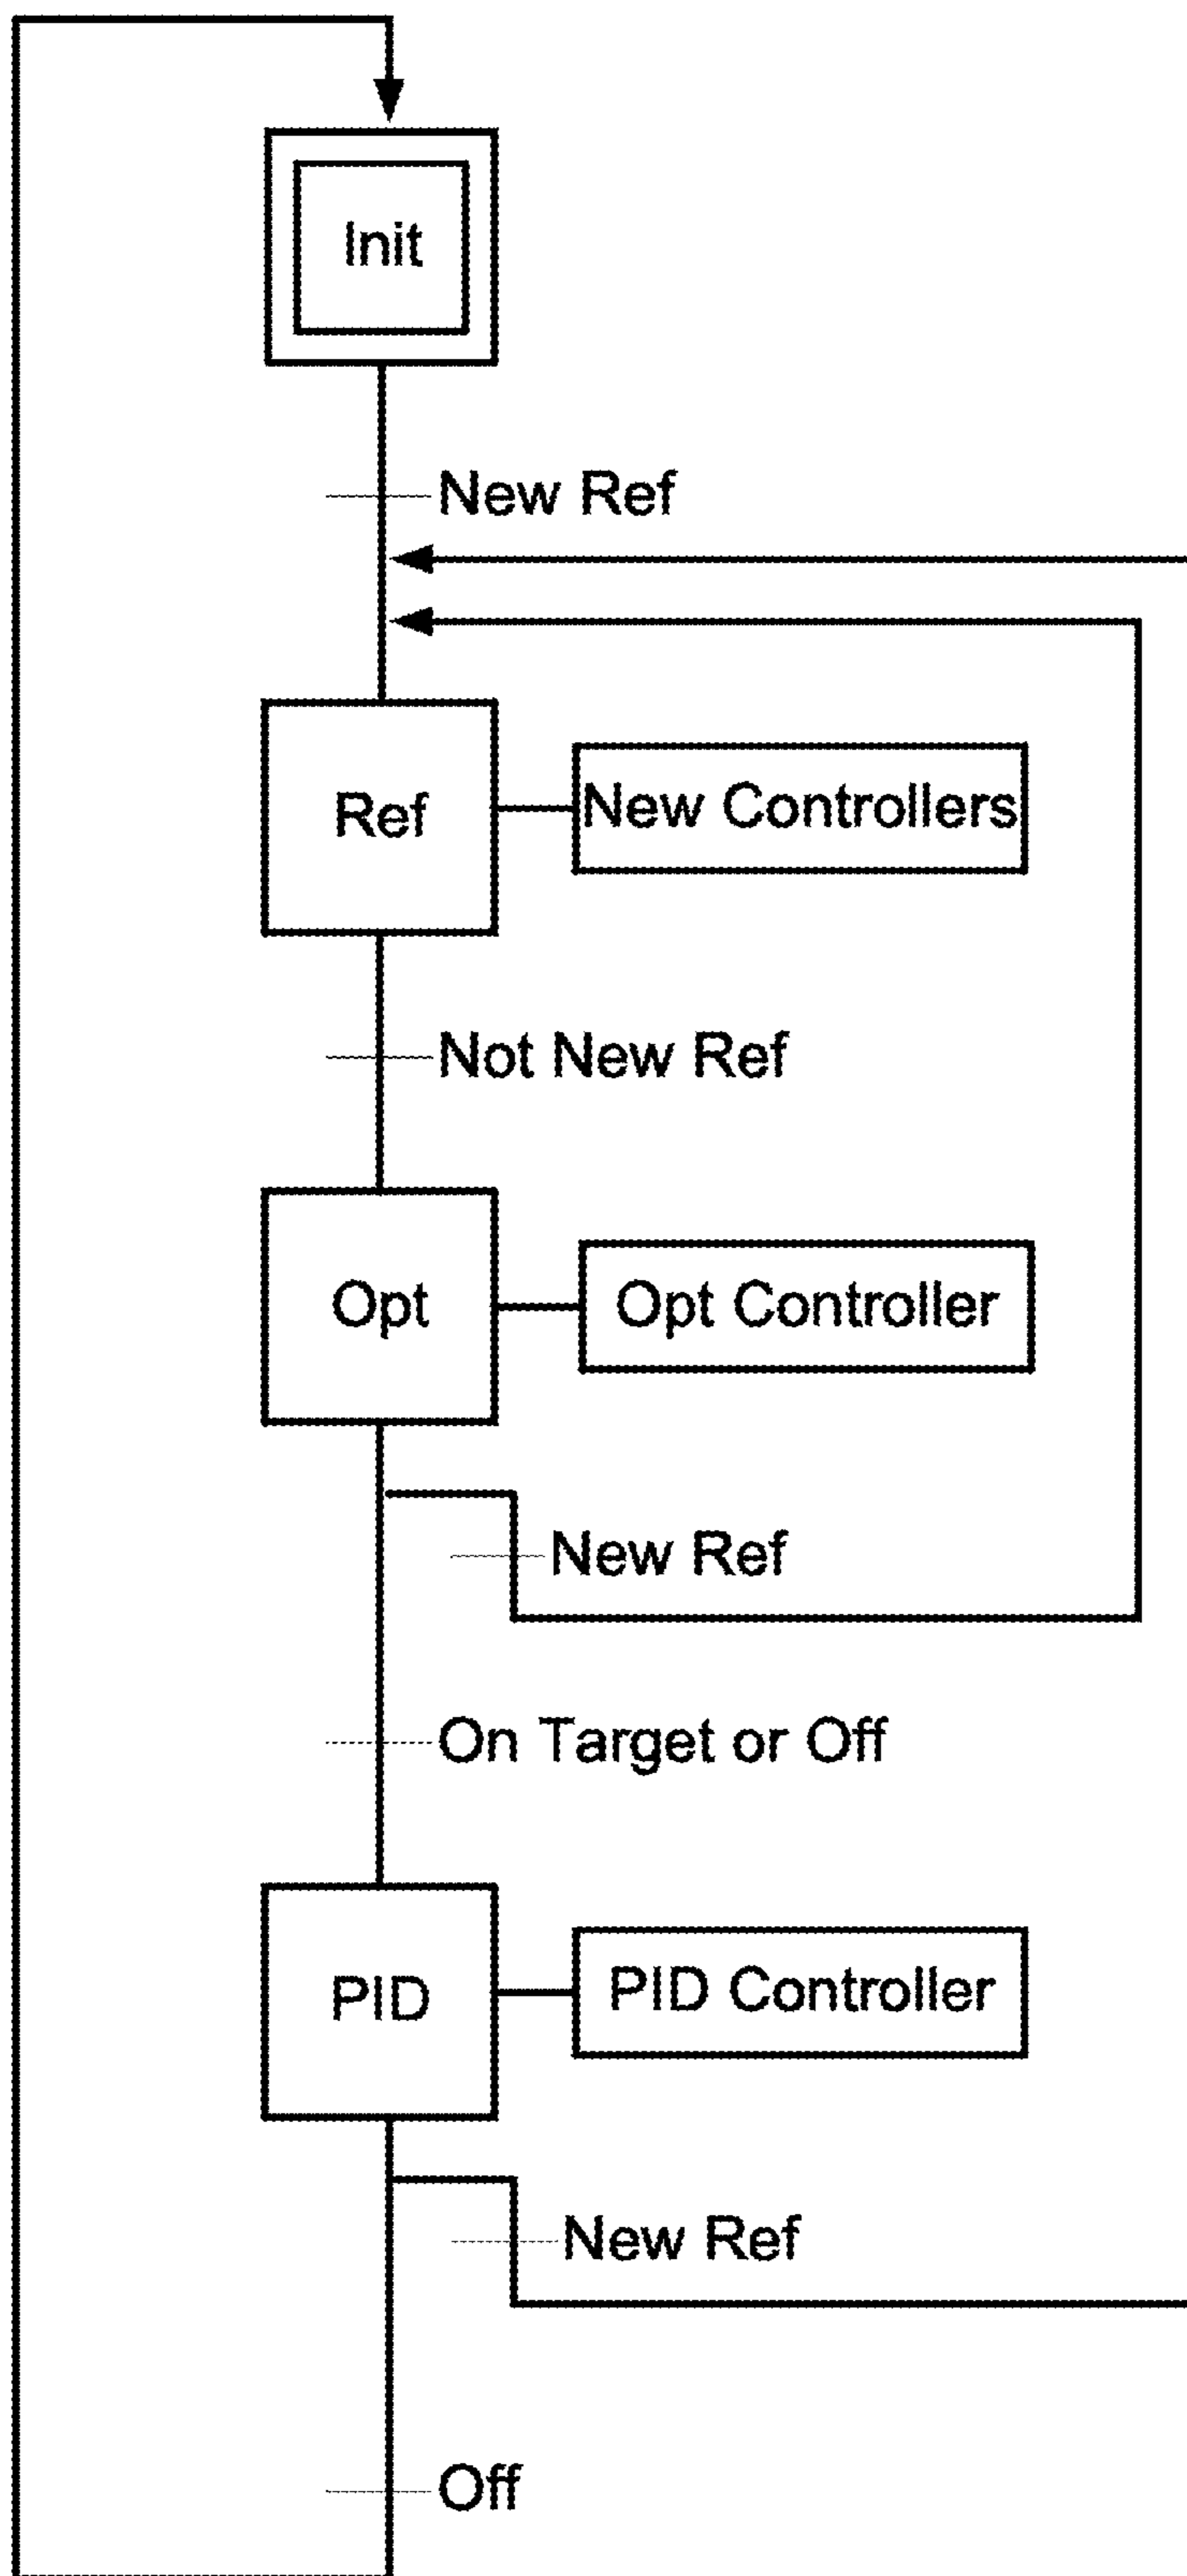 Init
New Ref
Ref
New Controllers
Not New Ref
Opt
Opt Controller
New Ref
On Target or Off
PID
PID Controller
New Ref
Off